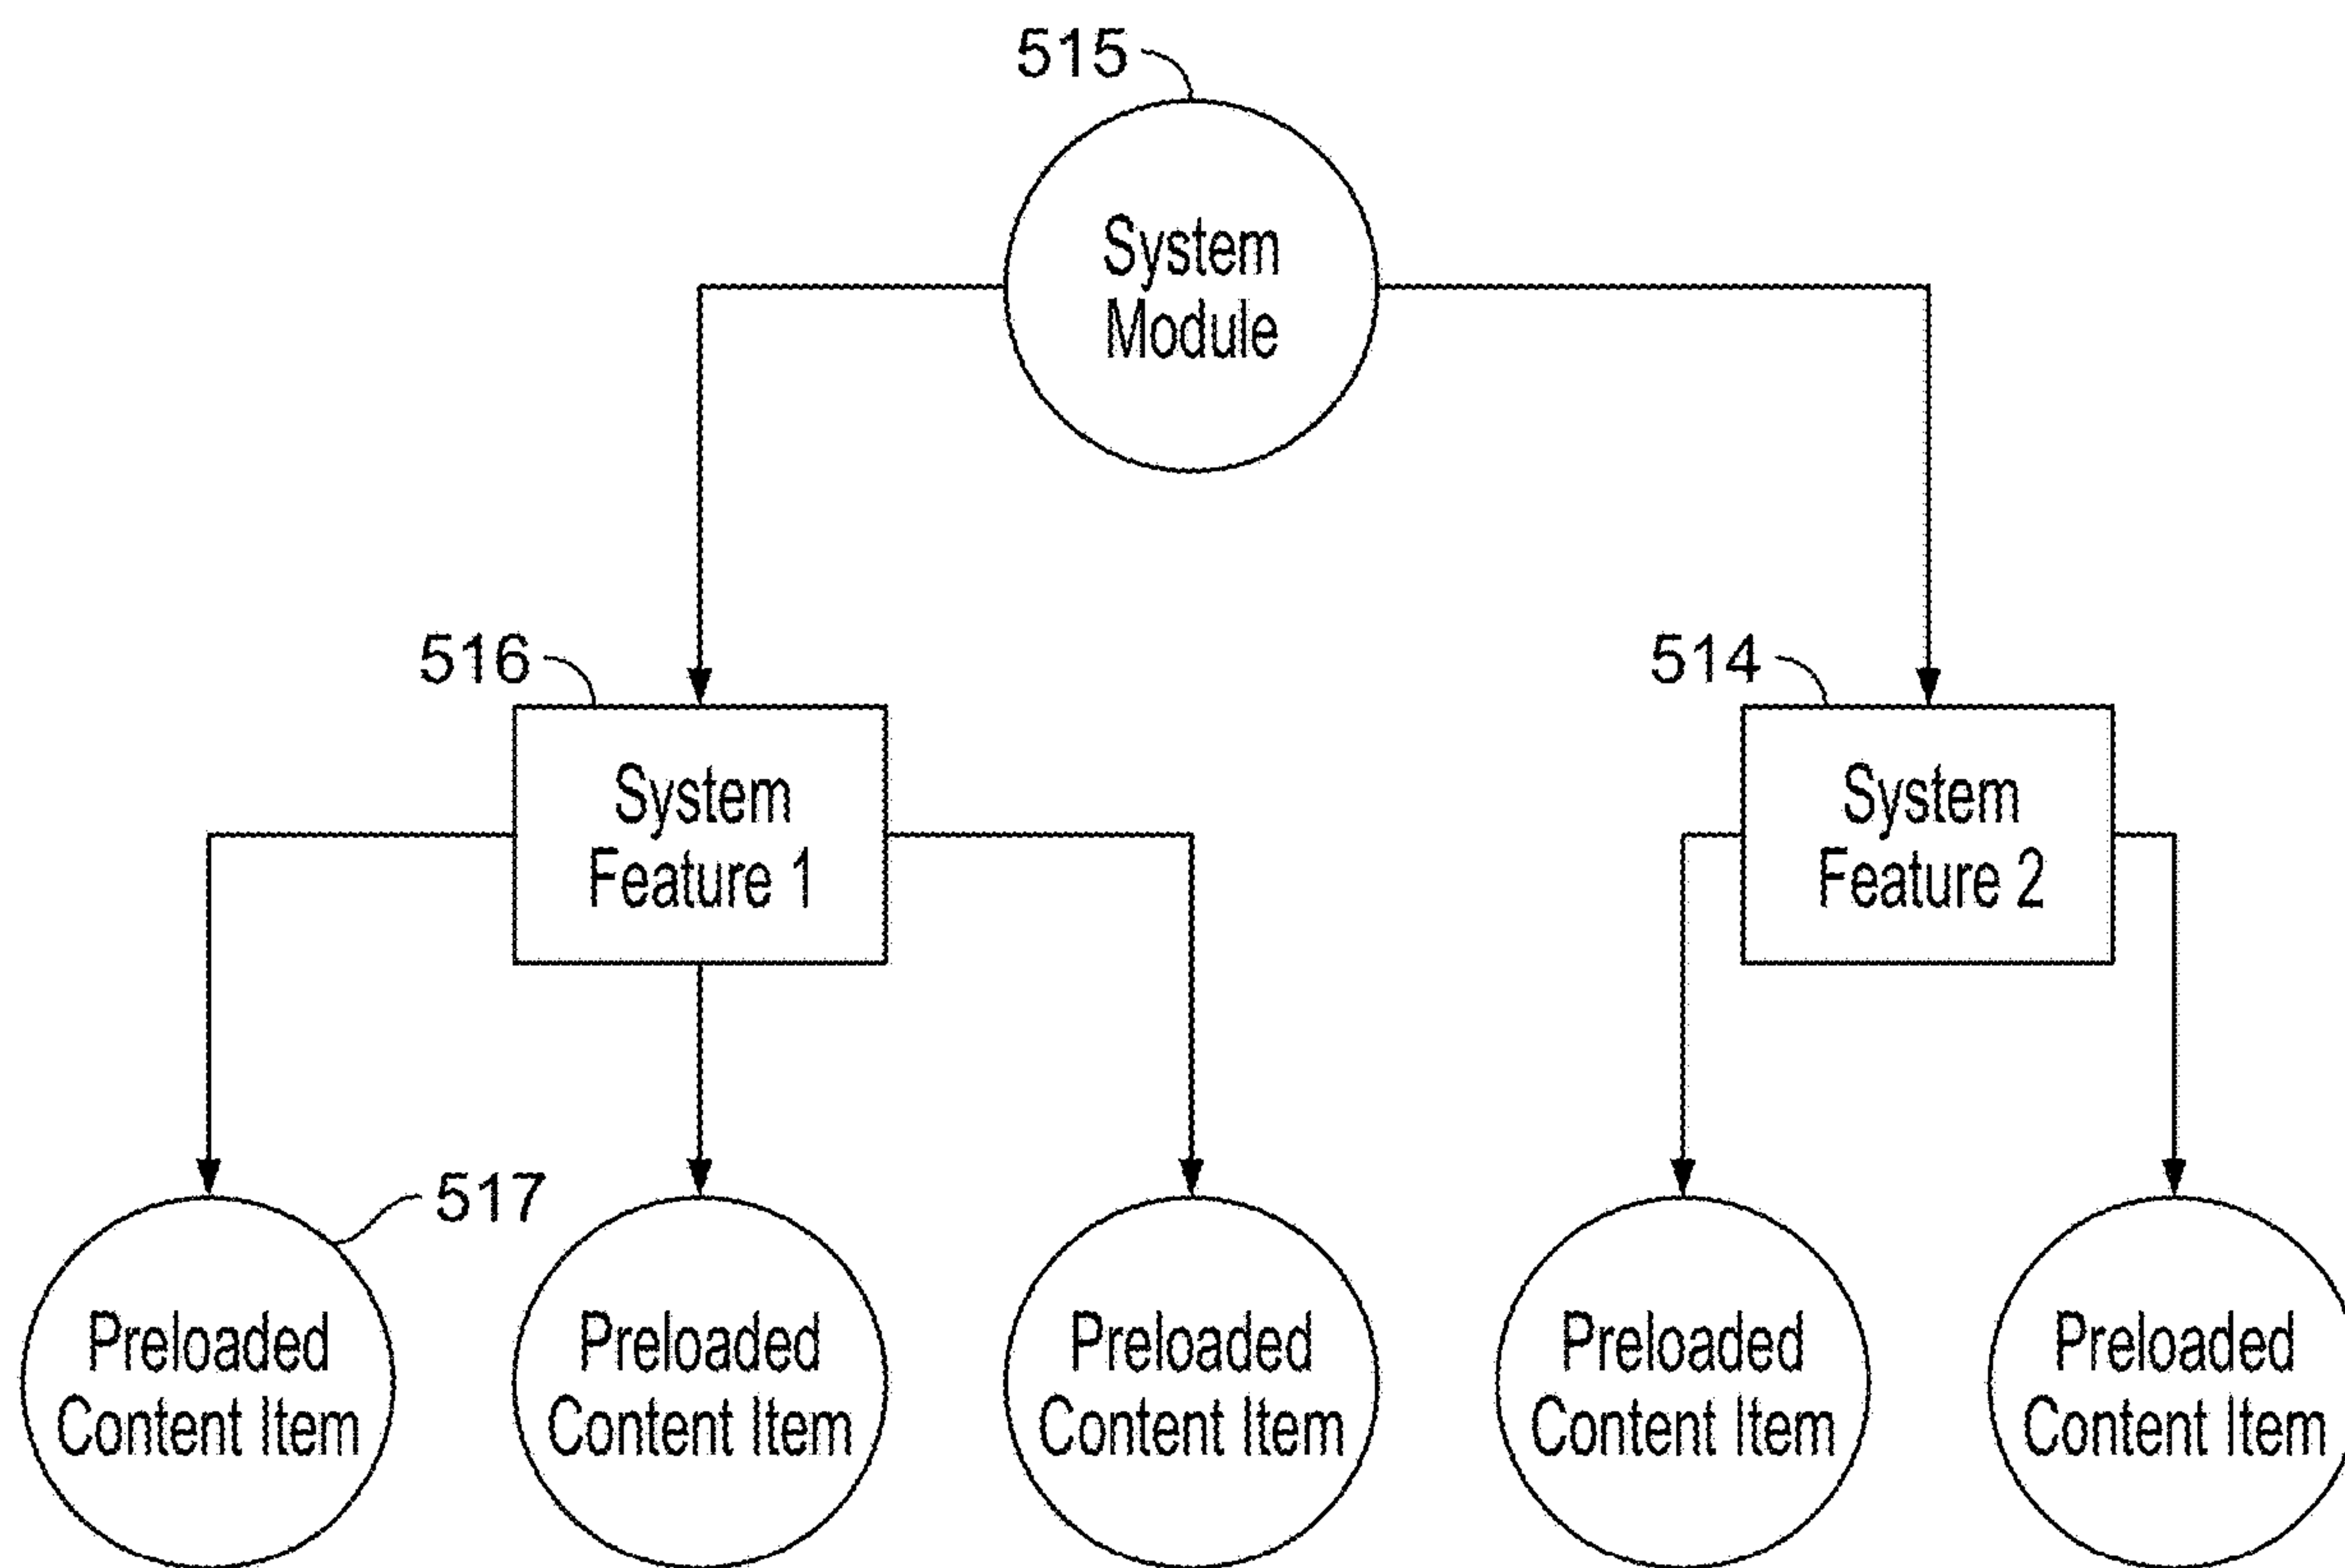 515
System
Module
516
514
System
Feature 1
System
Feature 2
517
Preloaded
Content Item
Preloaded
Content Item
Preloaded
Content Item
Preloaded
Content Item
Preloaded
Content Item